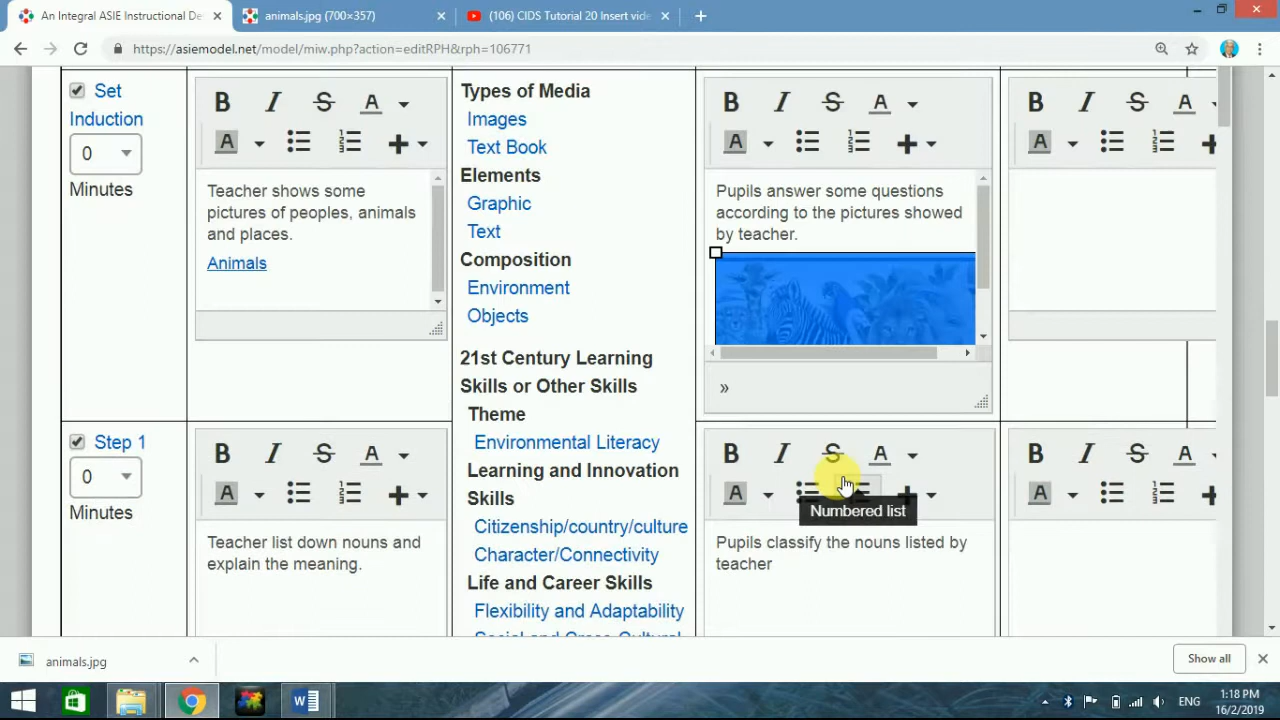 An Integral ASIE Instructional De
animals.jpg (700×357)
(106) CIDS Tutorial 20 Insert vide
https://asiemodel.net/model/miw.php?action=editRPH&rph=106771
Set
Induction
0
Minutes
B I S A
A
Teacher shows some
pictures of peoples, animals
and places.
Animals
Types of Media
Images
Text Book
Elements
Graphic
Text
Composition
Environment
Objects
21st Century Learning
Skills or Other Skills
Theme
Environmental Literacy
Learning and Innovation
Skills
Citizenship/country/culture
Character/Connectivity
Life and Career Skills
Flexibility and Adaptability
B I S A
A
Pupils answer some questions
according to the pictures showed
by teacher.
»
B I S A
A
Step 1
0
Minutes
B I S A
A
Teacher list down nouns and
explain the meaning.
B I S A
A
Numbered list
Pupils classify the nouns listed by
teacher
B I S A
A
animals.jpg
Show all
ENG
1:18 PM
16/2/2019